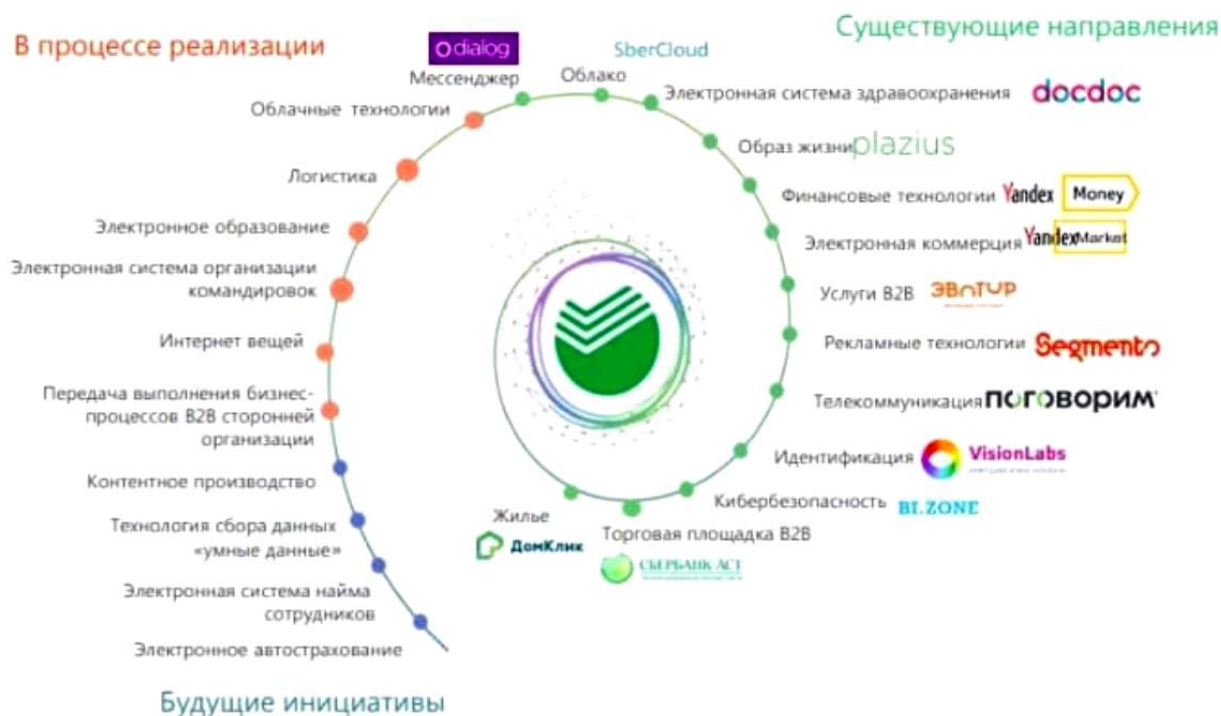 В процессе реализации
Существующие направления
dialog
Мессенджер
SberCloud
Облако
Электронная система здравоохранения docdoc
Образ жизни plazius
Финансовые технологии Yandex Money
Электронная коммерция Yandex Market
Услуги B2B ЭВОТОР
Рекламные технологии Segmento
Телекоммуникация ПОГОВОРИМ
Идентификация VisionLabs
Кибербезопасность BI.ZONE
Торговая площадка B2B
СБЕРБАНК-АСТ
Жилье
ДомКлик
Облачные технологии
Логистика
Электронное образование
Электронная система организации
командировок
Интернет вещей
Передача выполнения бизнес-
процессов B2B сторонней
организации
Контентное производство
Технология сбора данных
«умные данные»
Электронная система найма
сотрудников
Электронное автострахование
Будущие инициативы